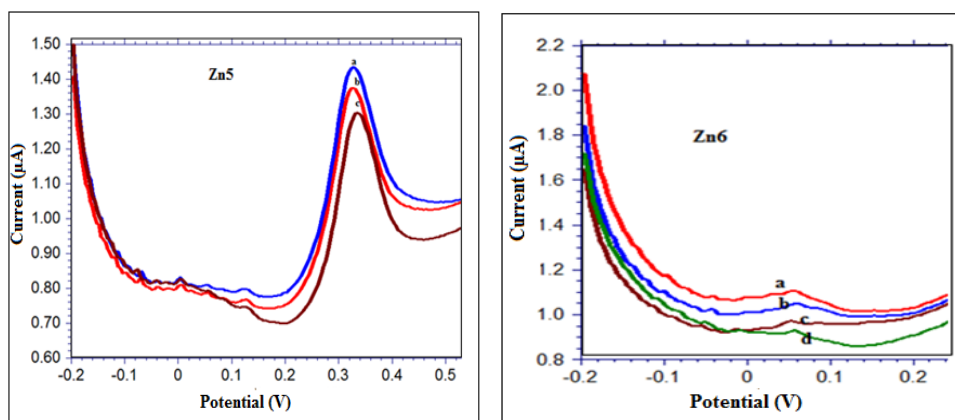 1.50
1.40
1.30
1.20
1.10
1.00
0.90
0.80
0.70
0.60
Current (µA)
Zn5
a
b
c
-0.2 -0.1 0 0.1 0.2 0.3 0.4 0.5
Potential (V)
2.2
2.0
1.8
1.6
1.4
1.2
1.0
0.8
Current (µA)
Zn6
a
b
c
d
-0.2 -0.1 0 0.1 0.2
Potential (V)